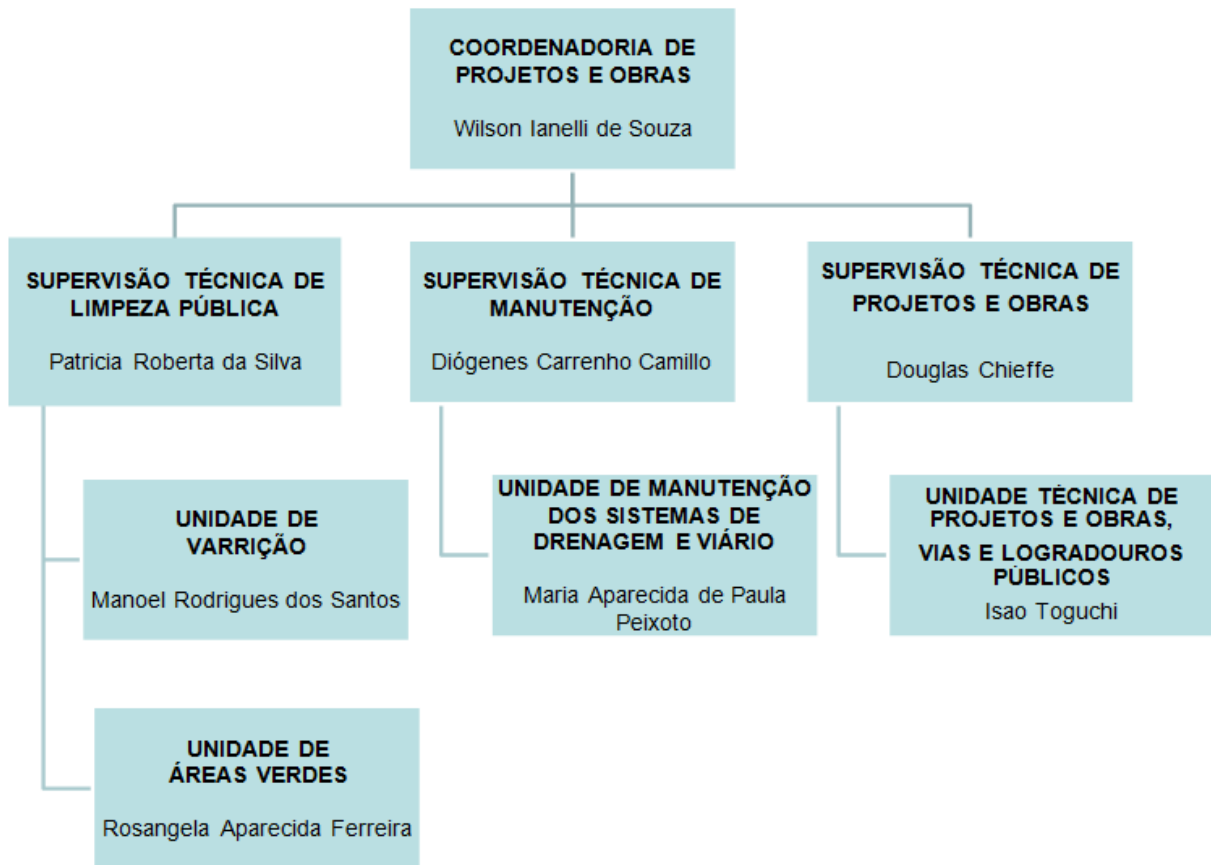 COORDENADORIA DE
PROJETOS E OBRAS
Wilson Ianelli de Souza
SUPERVISÃO TÉCNICA DE
LIMPEZA PÚBLICA
Patricia Roberta da Silva
SUPERVISÃO TÉCNICA DE
MANUTENÇÃO
Diógenes Carrenho Camillo
SUPERVISÃO TÉCNICA DE
PROJETOS E OBRAS
Douglas Chieffe
UNIDADE DE
VARRIÇÃO
Manoel Rodrigues dos Santos
UNIDADE DE MANUTENÇÃO
DOS SISTEMAS DE
DRENAGEM E VIÁRIO
Maria Aparecida de Paula
Peixoto
UNIDADE TÉCNICA DE
PROJETOS E OBRAS,
VIAS E LOGRADOUROS
PÚBLICOS
Isao Toguchi
UNIDADE DE
ÁREAS VERDES
Rosangela Aparecida Ferreira